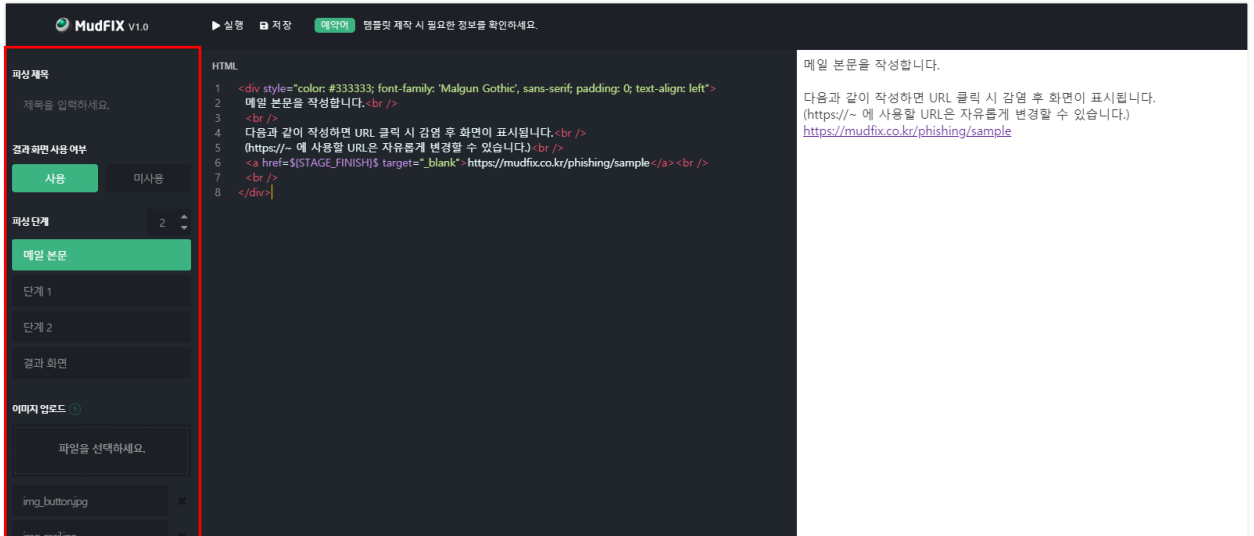 MudFIX V1.0
▶ 실행 저장 예약어 템플릿 제작 시 필요한 정보를 확인하세요.
피싱 제목
제목을 입력하세요.
결과 화면 사용 여부
사용 미사용
피싱 단계 2
메일 본문
단계 1
단계 2
결과 화면
이미지 업로드 ?
파일을 선택하세요.
img_button.jpg ×
HTML
1 <div style="color: #333333; font-family: 'Malgun Gothic', sans-serif; padding: 0; text-align: left">
2 메일 본문을 작성합니다.<br />
3 <br />
4 다음과 같이 작성하면 URL 클릭 시 감염 후 화면이 표시됩니다.<br />
5 (https://~ 에 사용할 URL은 자유롭게 변경할 수 있습니다.)<br />
6 <a href=${STAGE_FINISH}$ target="_blank">https://mudfix.co.kr/phishing/sample</a><br />
7 <br />
8 </div>
메일 본문을 작성합니다.
다음과 같이 작성하면 URL 클릭 시 감염 후 화면이 표시됩니다.
(https://~ 에 사용할 URL은 자유롭게 변경할 수 있습니다.)
https://mudfix.co.kr/phishing/sample